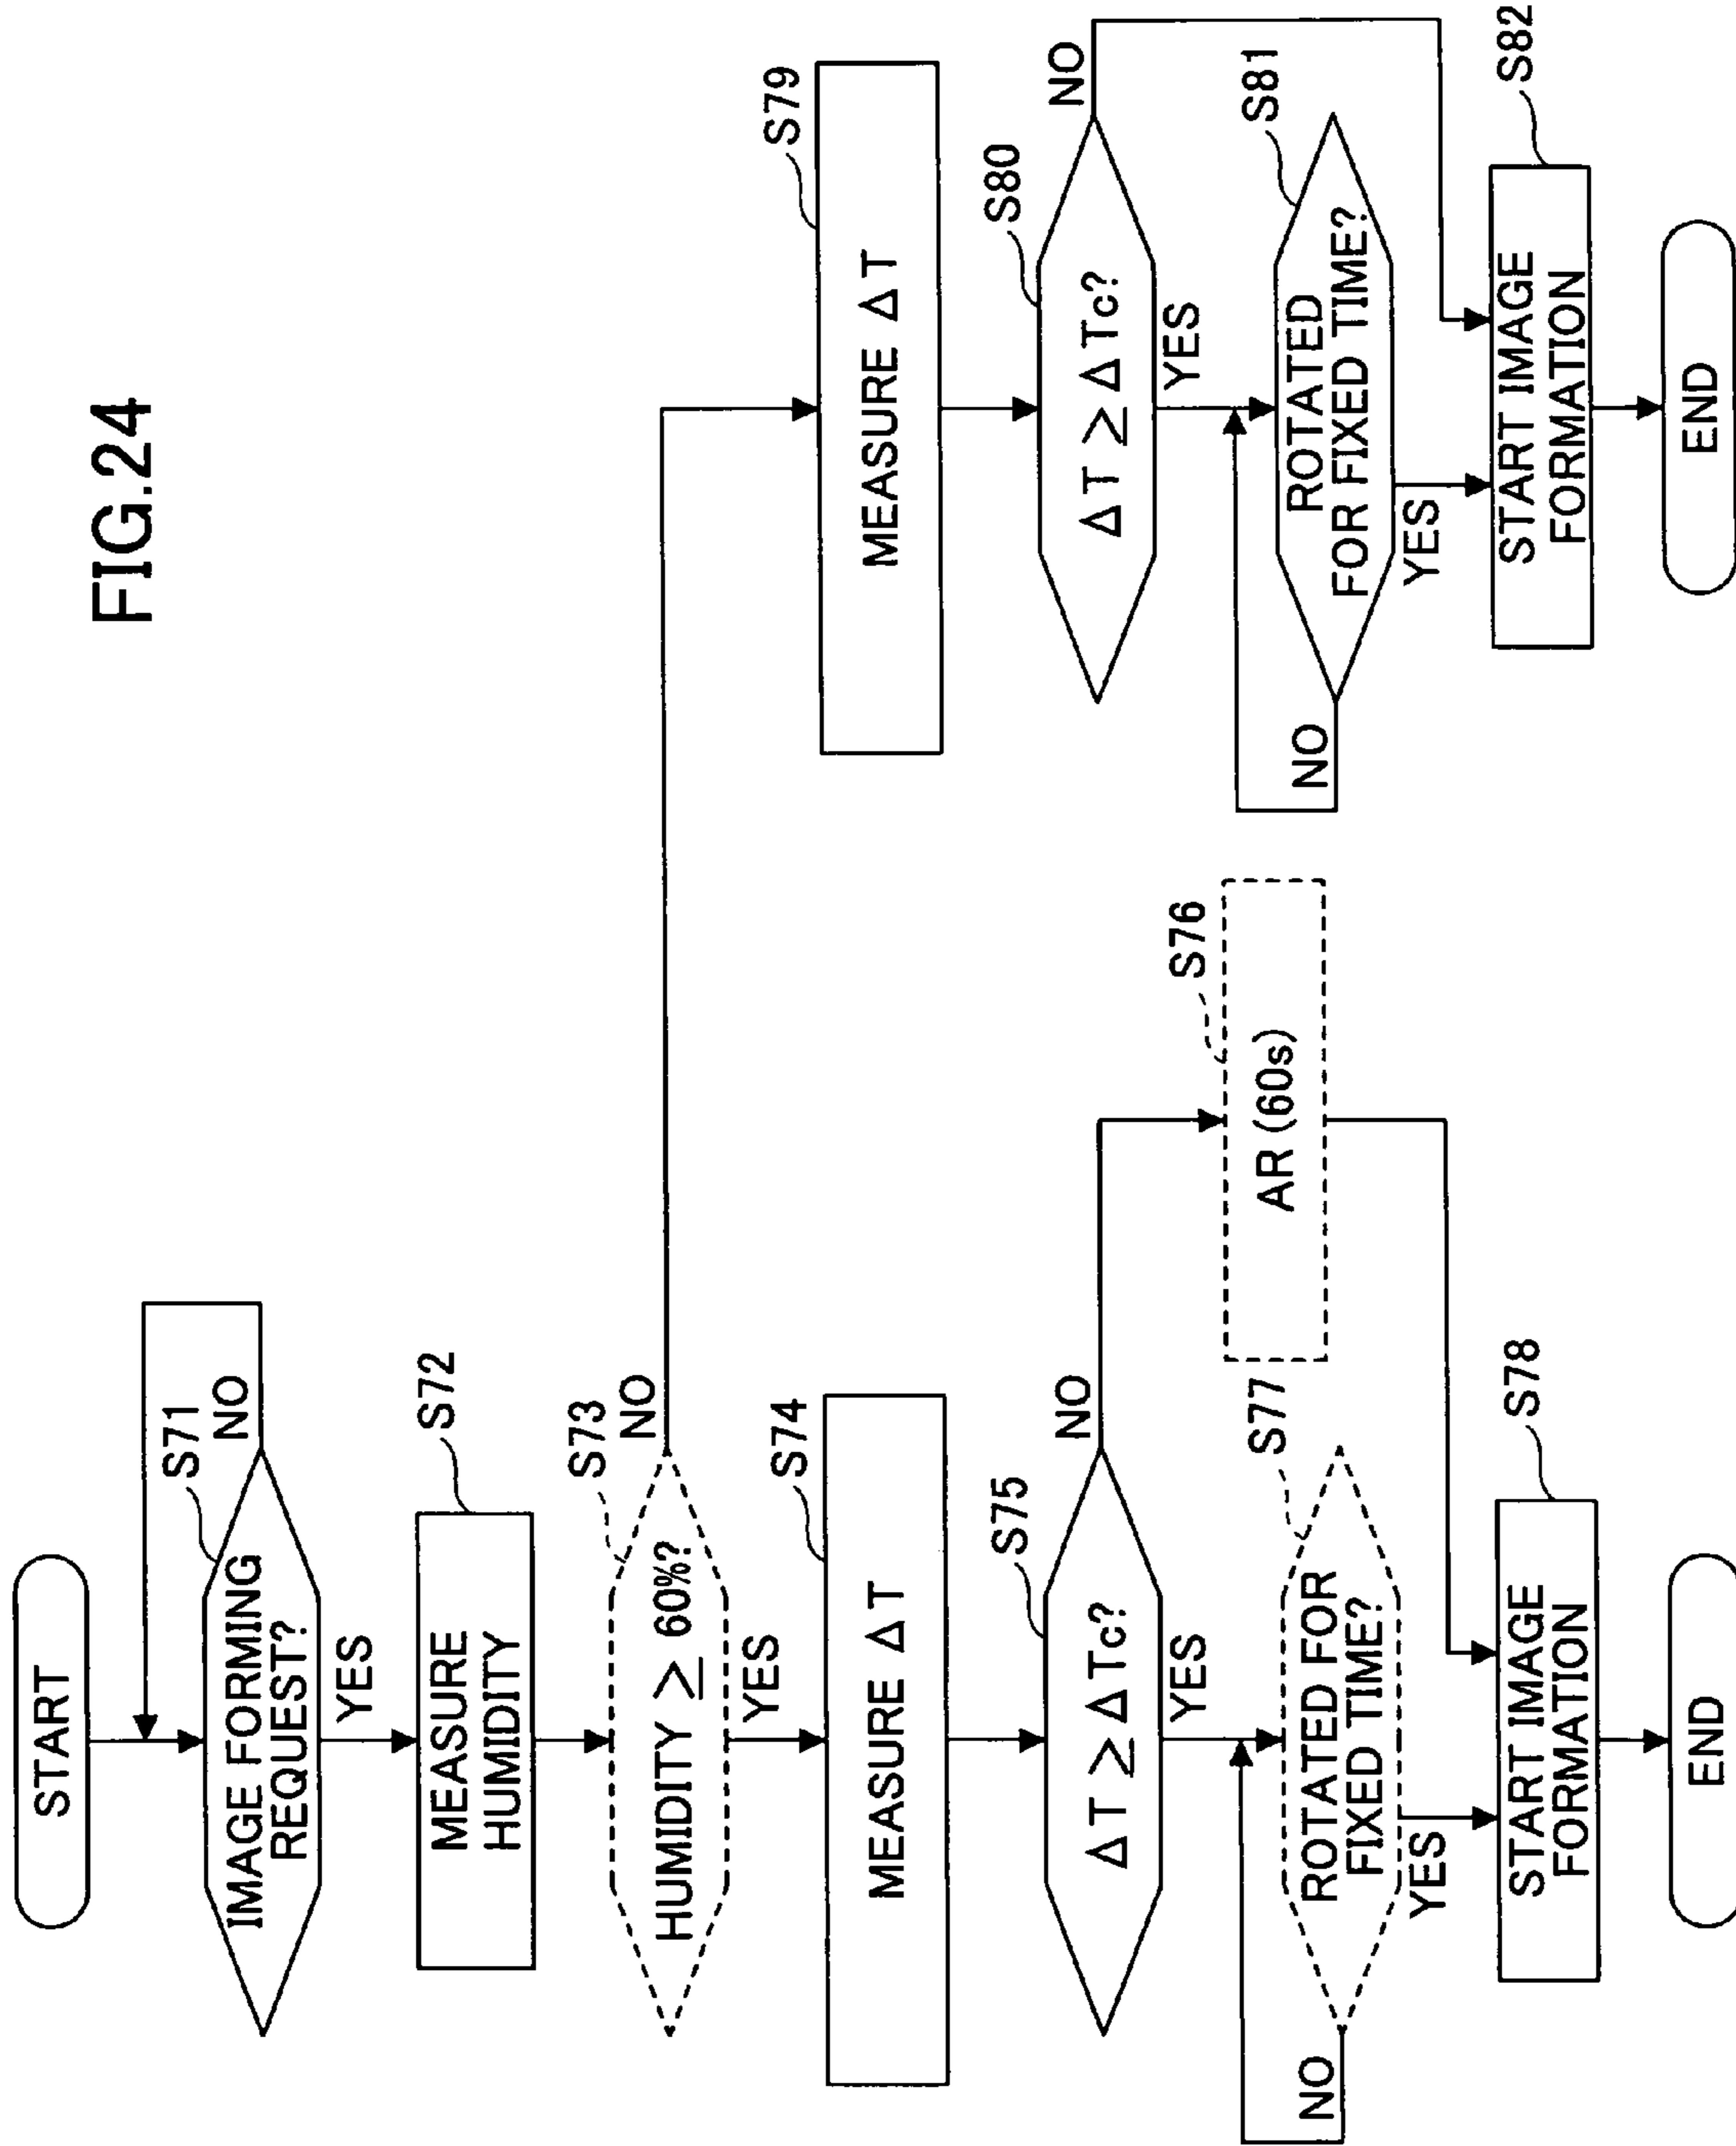 FIG.24
START
S71
IMAGE FORMING
REQUEST?
NO
YES
S72
MEASURE
HUMIDITY
S73
HUMIDITY ≥ 60%?
NO
YES
S74
MEASURE ΔT
S75
ΔT ≥ ΔTc?
NO
YES
S76
AR (60s)
S77
ROTATED FOR
FIXED TIME?
NO
YES
S78
START IMAGE
FORMATION
END
S79
MEASURE ΔT
S80
ΔT ≥ ΔTc?
NO
YES
S81
ROTATED
FOR FIXED TIME?
NO
YES
S82
START IMAGE
FORMATION
END